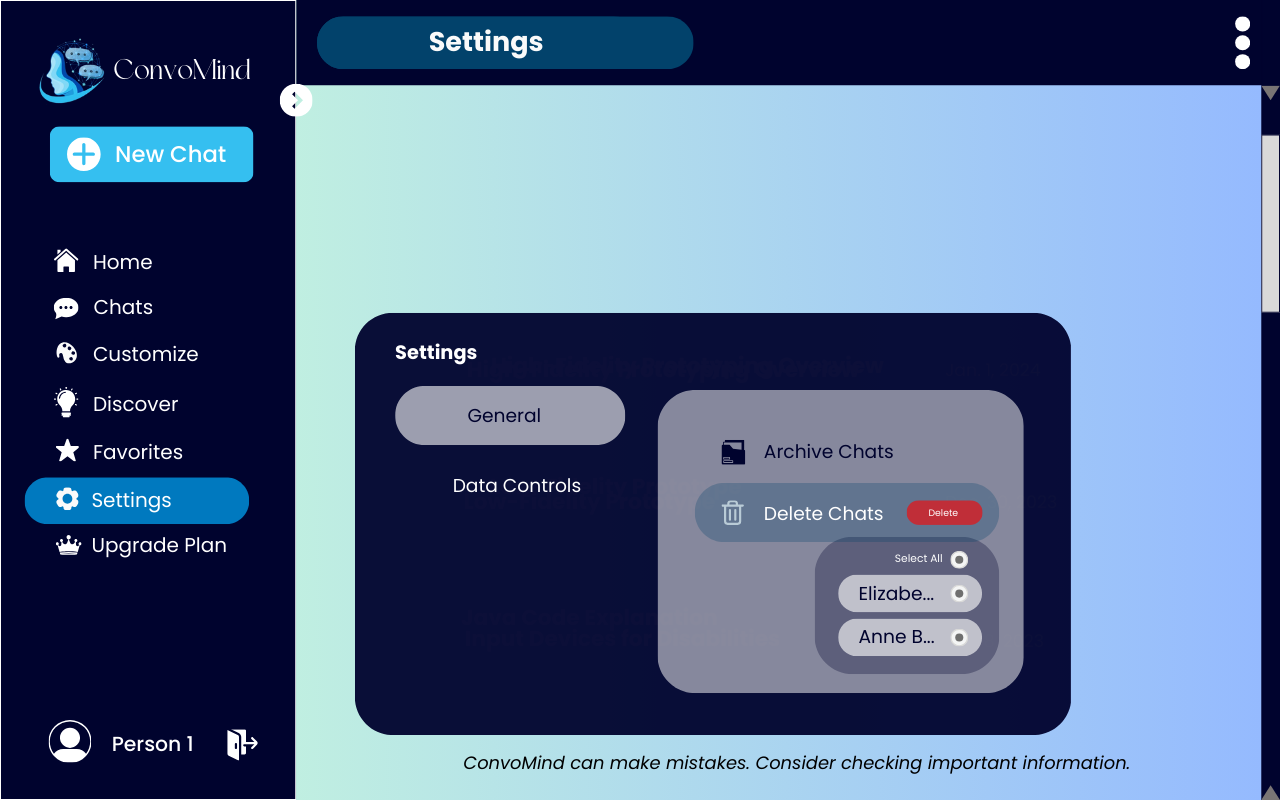 ConvoMind
Settings
New Chat
Home
Chats
Customize
Discover
Favorites
Settings
Upgrade Plan
Person 1
Settings
General
Data Controls
Archive Chats
Delete Chats
Delete
Select All
Elizabe...
Anne B...
ConvoMind can make mistakes. Consider checking important information.